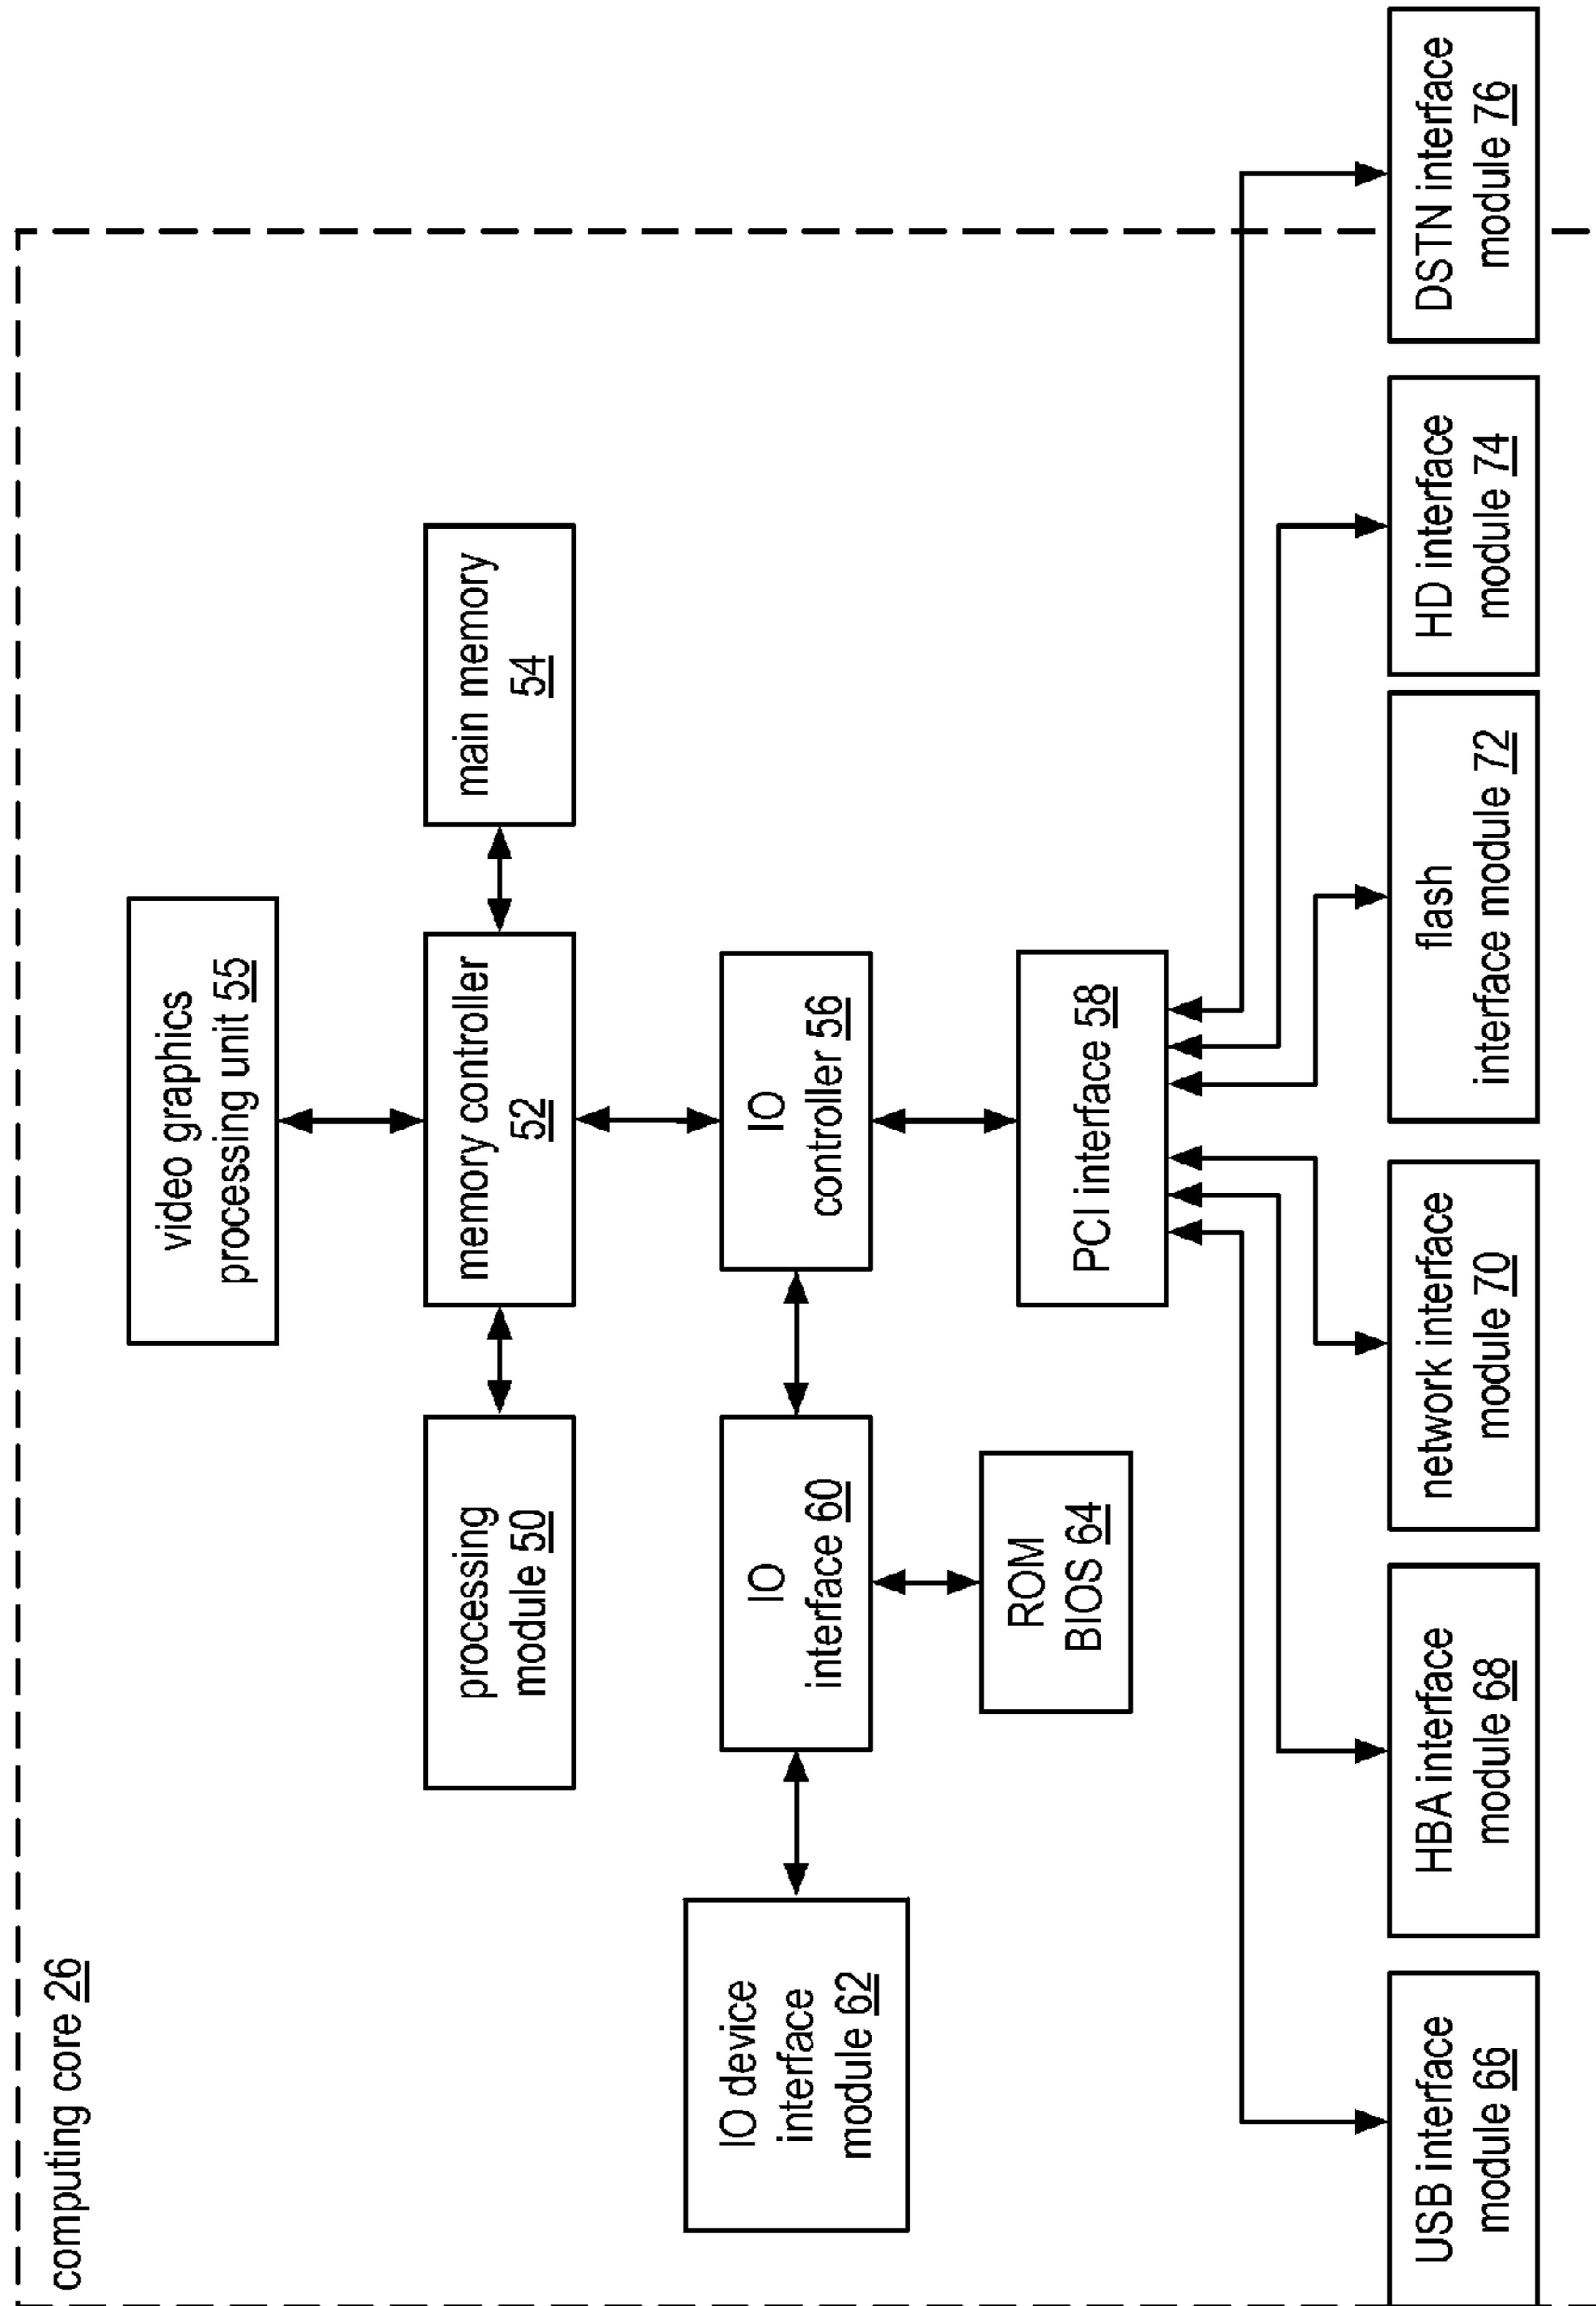 computing core 26
video graphics
processing unit 55
processing
module 50
memory controller
52
main memory
54
IO device
interface
module 62
IO
interface 60
IO
controller 56
ROM
BIOS 64
PCI interface 58
USB interface
module 66
HBA interface
module 68
network interface
module 70
flash
interface module 72
HD interface
module 74
DSTN interface
module 76